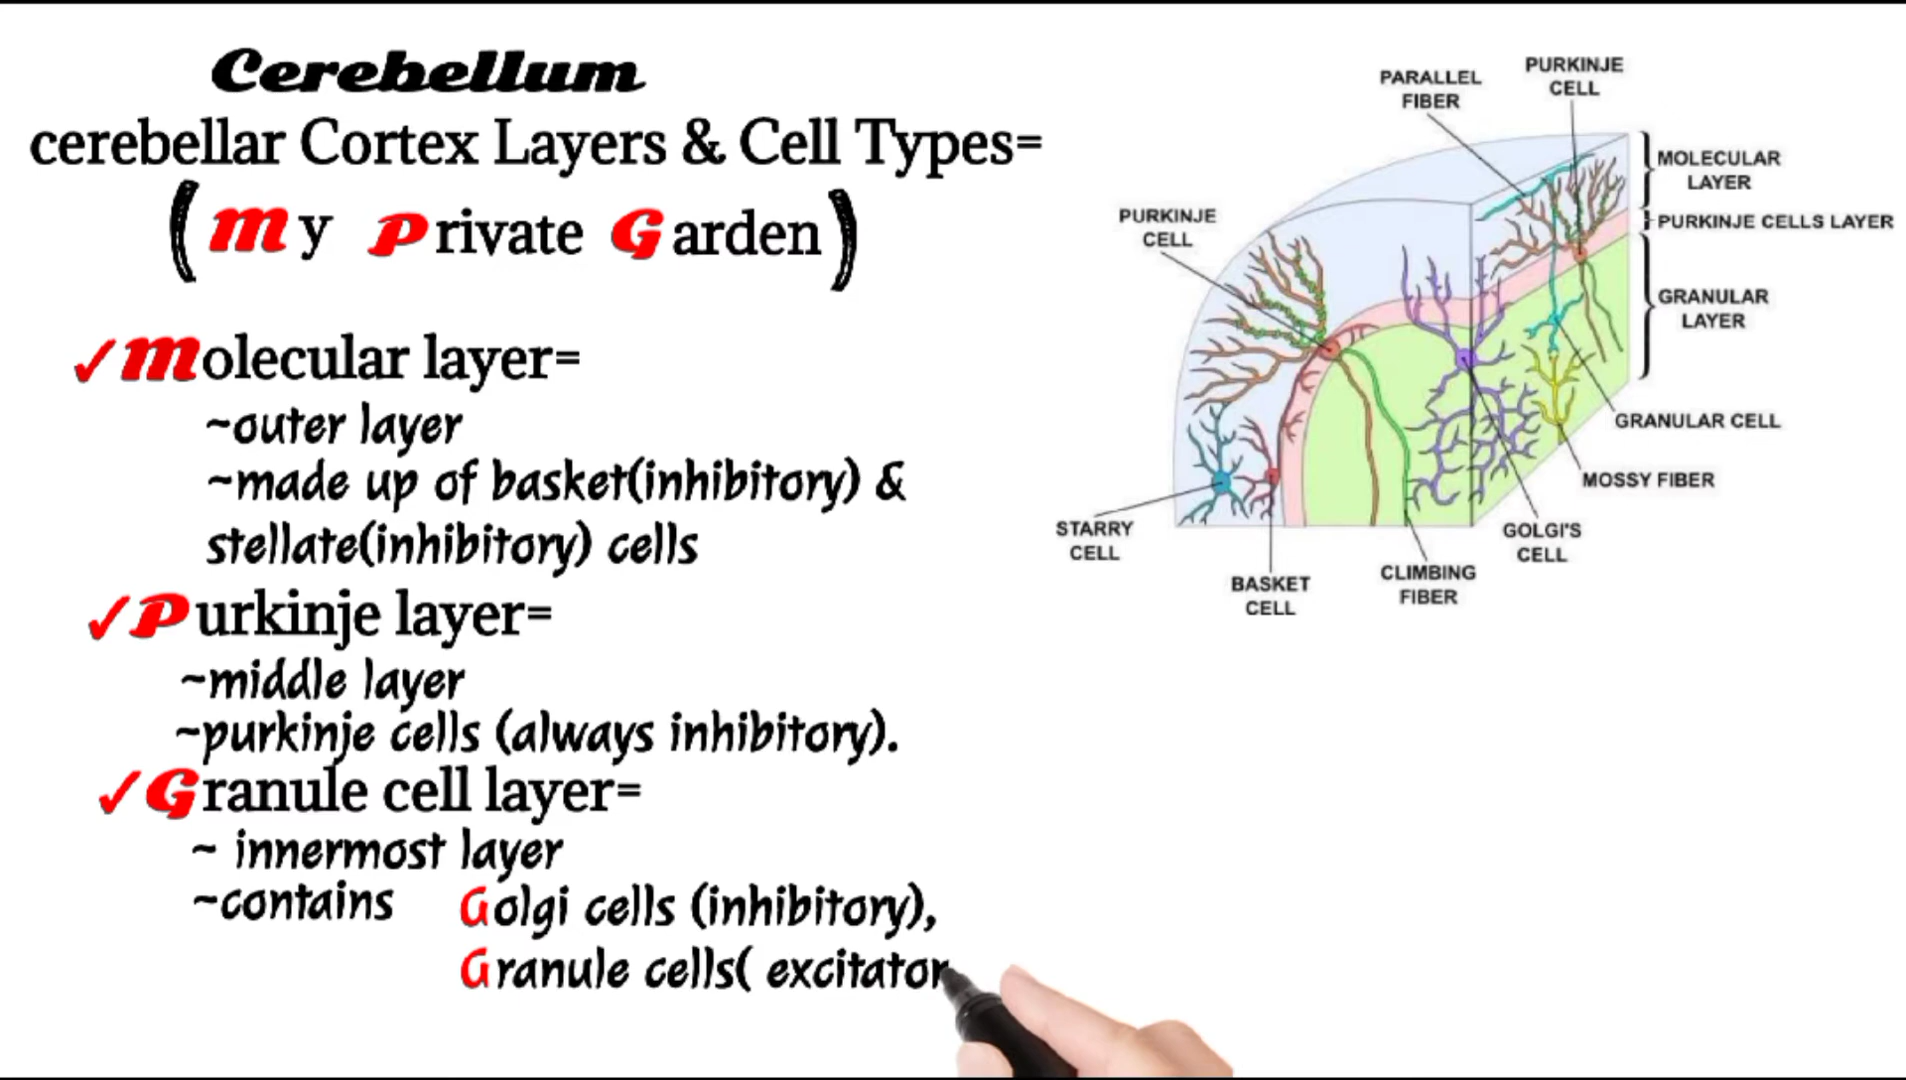 Cerebellum
cerebellar Cortex Layers & Cell Types=
(My Private Garden)
✓Molecular layer=
~outer layer
~made up of basket(inhibitory) &
stellate(inhibitory) cells
✓Purkinje layer=
~middle layer
~purkinje cells (always inhibitory).
✓Granule cell layer=
~ innermost layer
~contains Golgi cells (inhibitory),
Granule cells( excitator
PARALLEL
FIBER
PURKINJE
CELL
MOLECULAR
LAYER
PURKINJE CELLS LAYER
GRANULAR
LAYER
PURKINJE
CELL
GRANULAR CELL
MOSSY FIBER
GOLGI'S
CELL
CLIMBING
FIBER
BASKET
CELL
STARRY
CELL